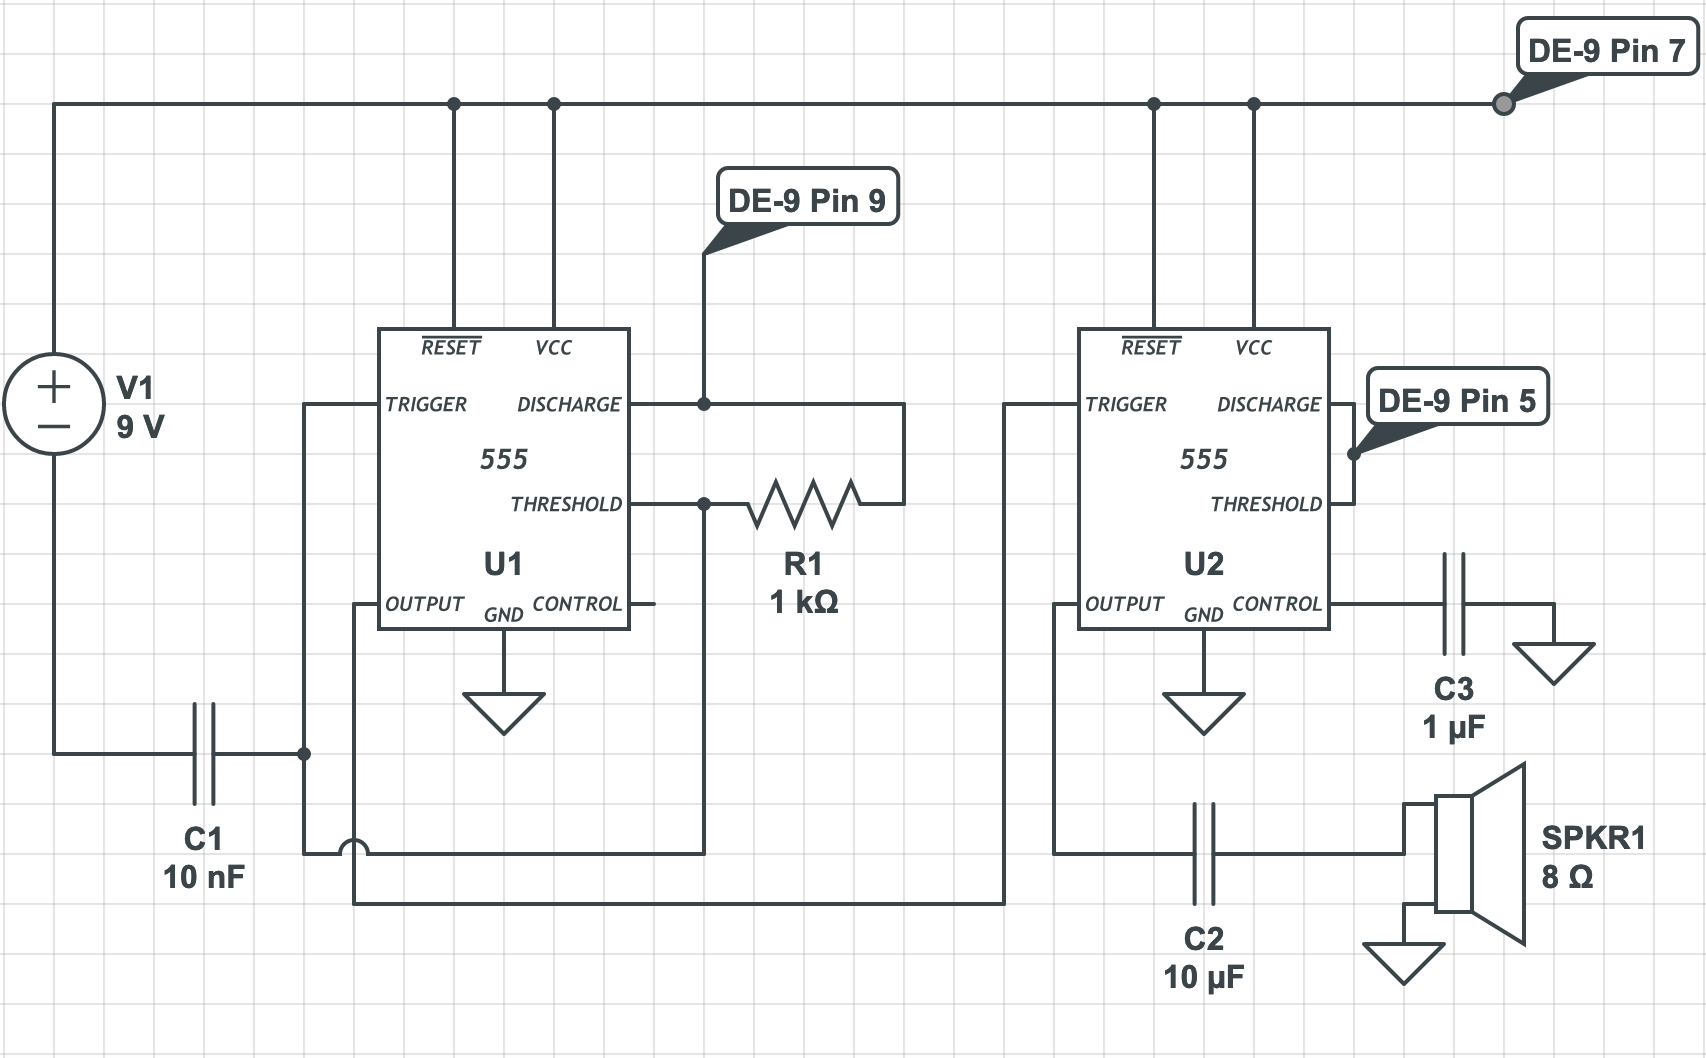 DE-9 Pin 7
DE-9 Pin 9
RESET VCC
RESET VCC
V1
9 V
TRIGGER DISCHARGE
TRIGGER DISCHARGE
DE-9 Pin 5
555
555
THRESHOLD
THRESHOLD
U1
R1
1 kΩ
U2
OUTPUT GND CONTROL
OUTPUT GND CONTROL
C3
1 µF
C1
10 nF
SPKR1
8 Ω
C2
10 µF